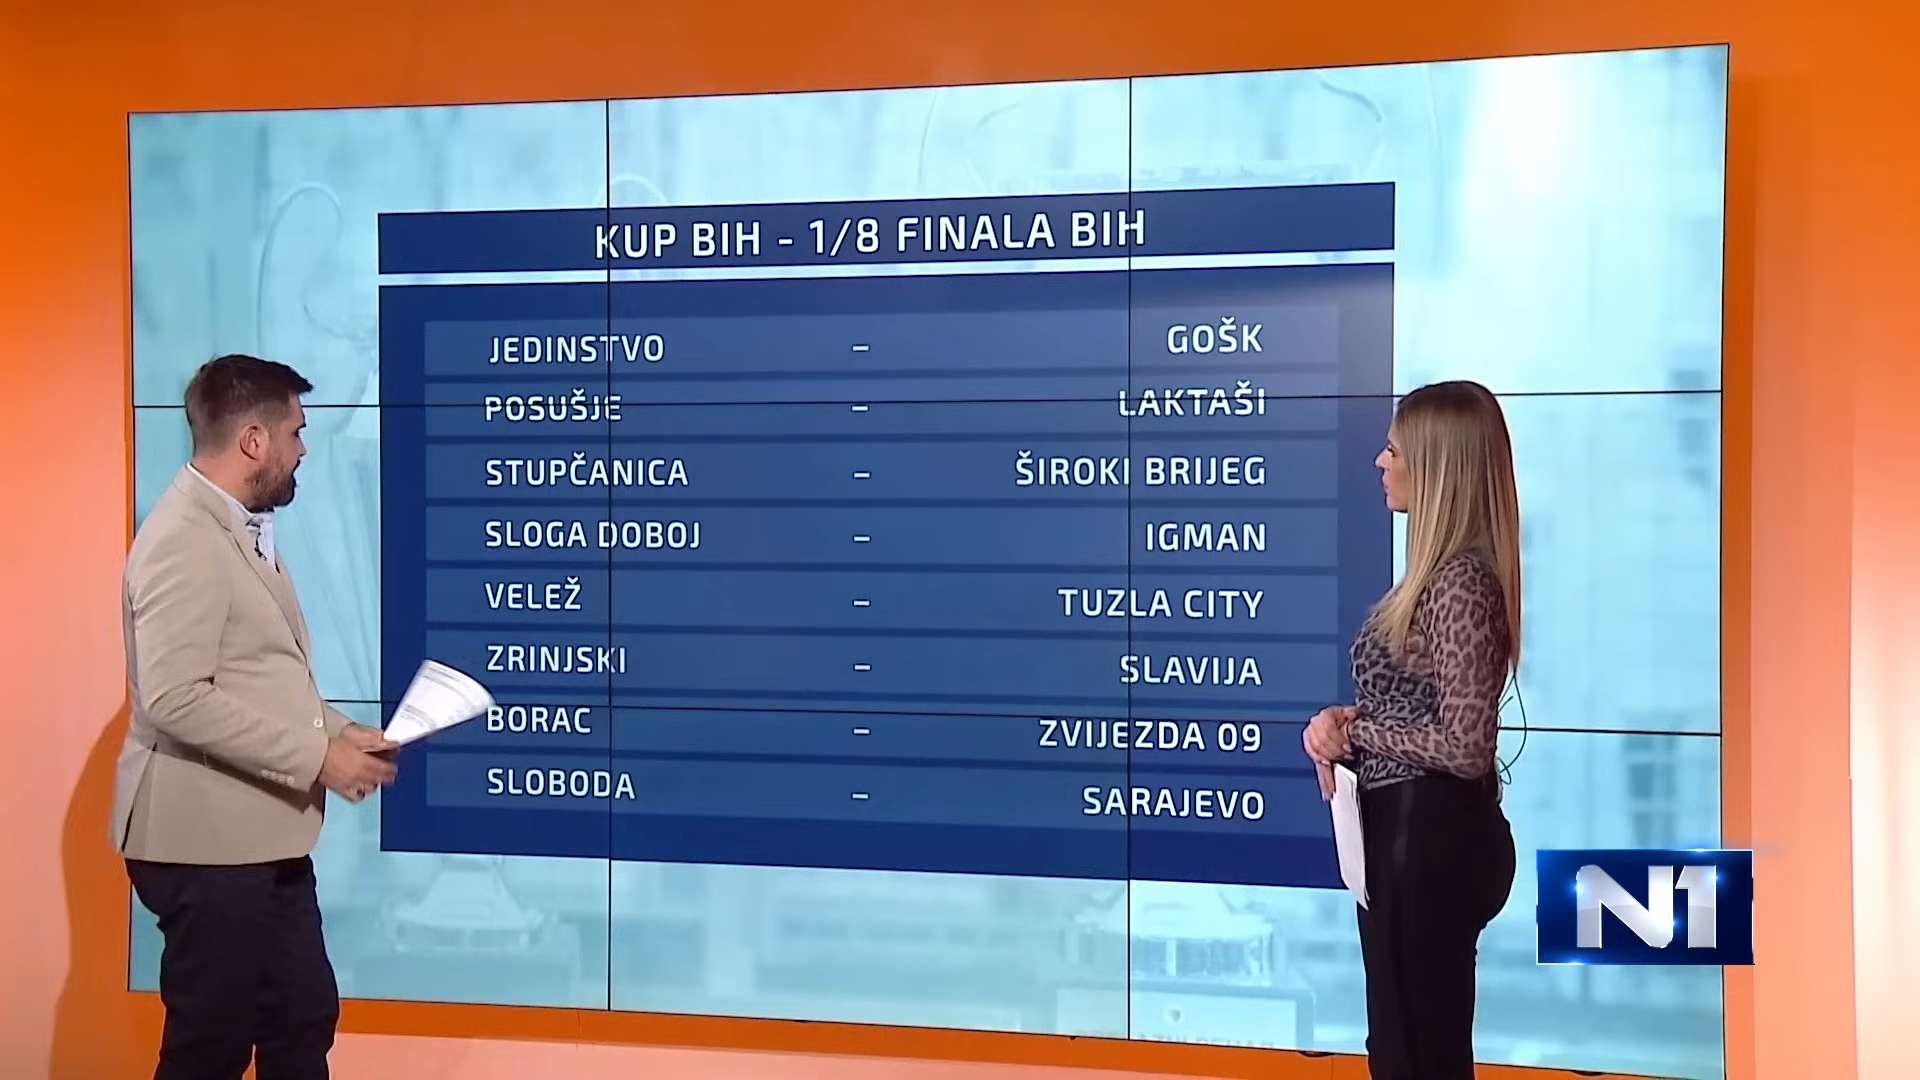 KUP BIH - 1/8 FINALA BIH
JEDINSTVO – GOŠK
POSUŠJE – LAKTAŠI
STUPČANICA – ŠIROKI BRIJEG
SLOGA DOBOJ – IGMAN
VELEŽ – TUZLA CITY
ZRINJSKI – SLAVIJA
BORAC – ZVIJEZDA 09
SLOBODA – SARAJEVO
N1